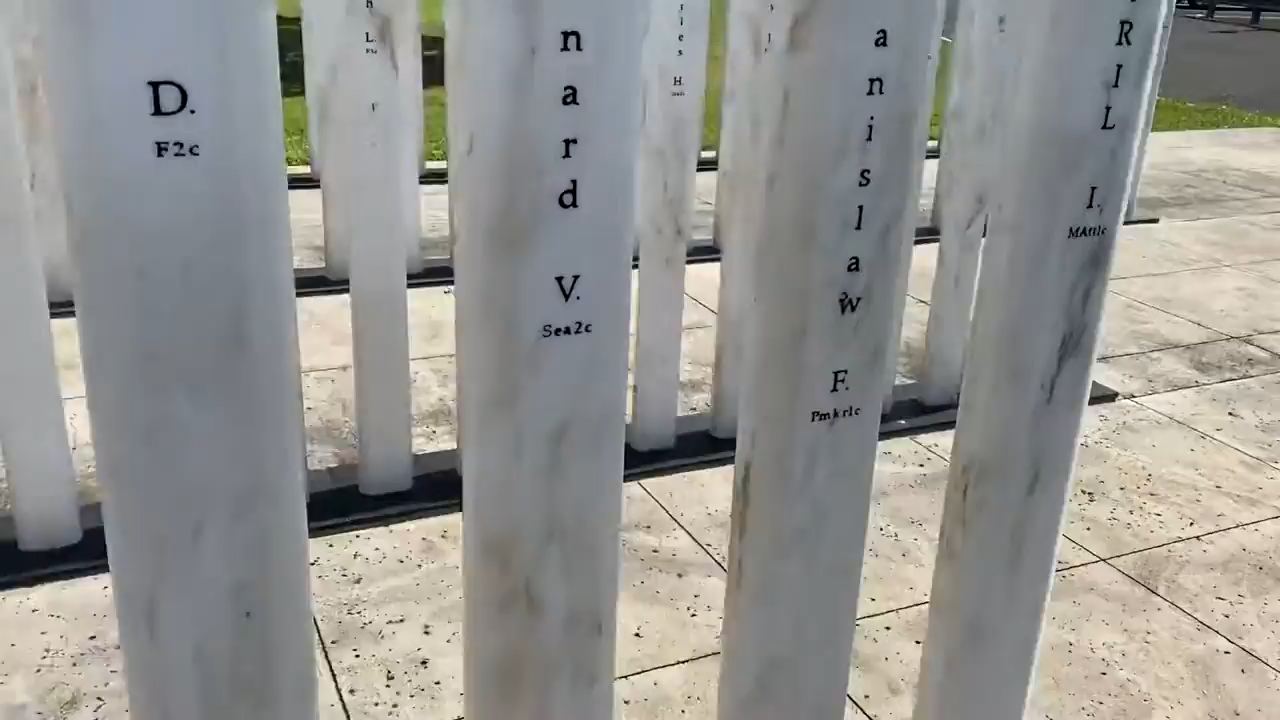 D.
F2c
n
a
r
d
V.
Sea2c
H.
a
n
i
s
l
a
w
F.
Pmkr1c
R
I
L
I.
MAtt1c